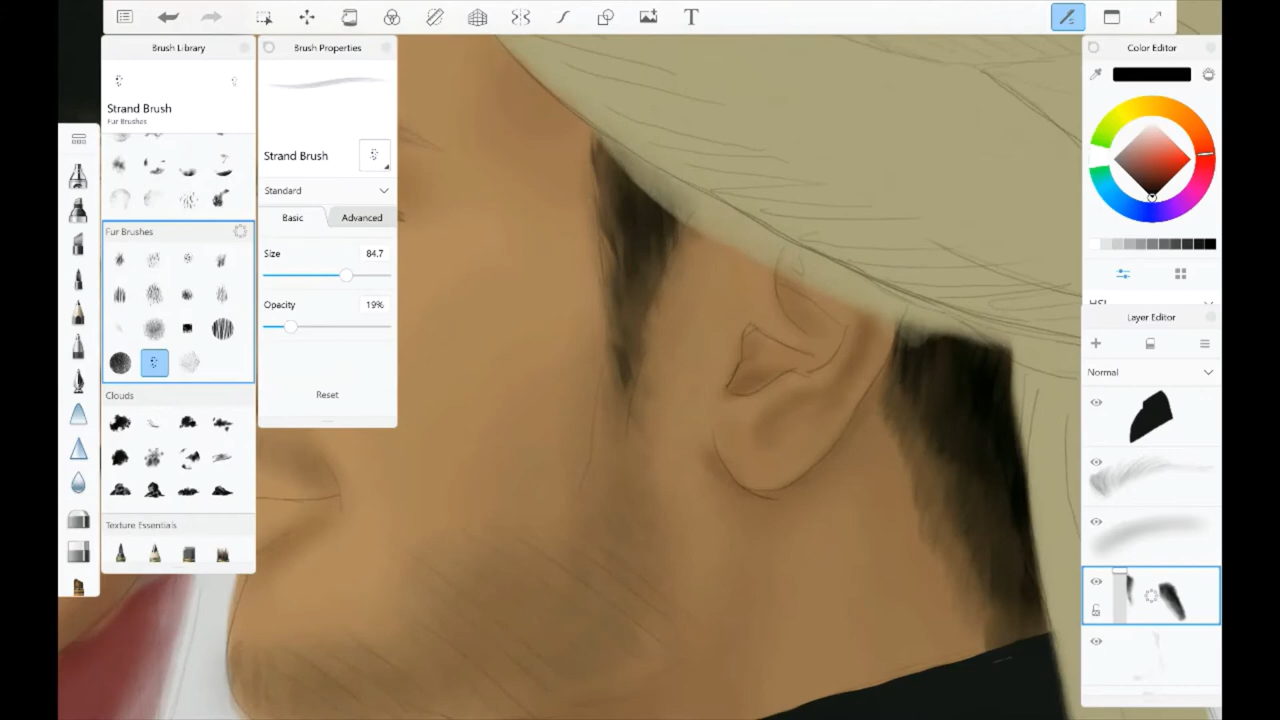 T
Brush Library
Strand Brush
Fur Brushes
Fur Brushes
Clouds
Texture Essentials
Brush Properties
Strand Brush
Standard
Basic
Advanced
Size
84.7
Opacity
19%
Reset
Color Editor
HSL
Layer Editor
Normal